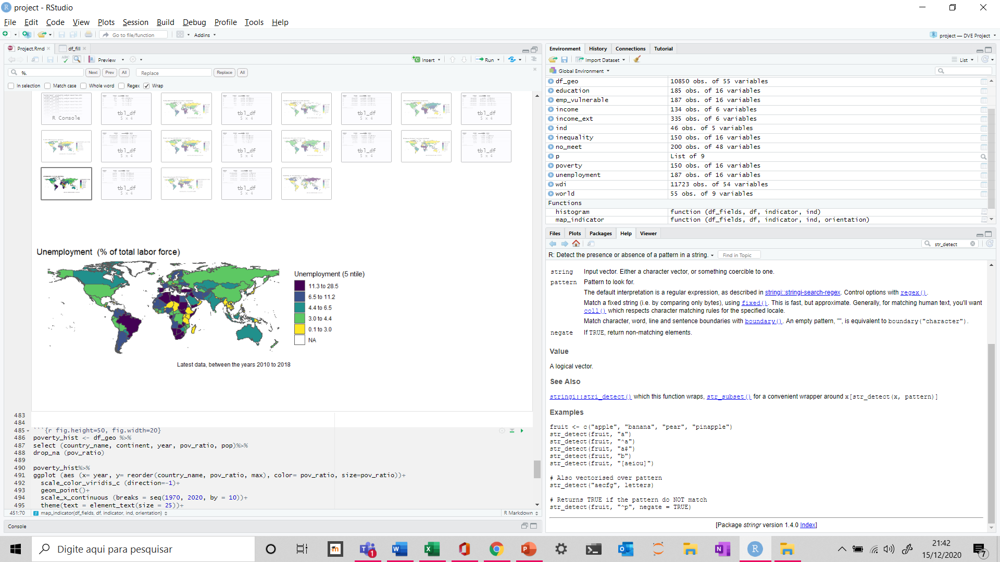 project - RStudio
File Edit Code View Plots Session Build Debug Profile Tools Help
Go to file/function Addins
project — DVE Project
Project.Rmd df_fill
ABC Preview Insert Run
%. Next Prev All Replace Replace All
In selection Match case Whole word Regex Wrap
R Console
tbl_df
5 x 4
tbl_df
5 x 4
tbl_df
5 x 4
tbl_df
5 x 4
tbl_df
5 x 4
tbl_df
5 x 4
tbl_df
5 x 4
tbl_df
5 x 4
tbl_df
5 x 4
tbl_df
5 x 4
Unemployment (% of total labor force)
Unemployment (5 ntile)
11.3 to 28.5
6.5 to 11.2
4.4 to 6.5
3.0 to 4.4
0.1 to 3.0
NA
Latest data, between the years 2010 to 2018
483
484
485 ```{r fig.height=50, fig.width=20}
486 poverty_hist <- df_geo %>%
487 select (country_name, continent, year, pov_ratio, pop)%>%
488 drop_na (pov_ratio)
489
490 poverty_hist%>%
491 ggplot (aes (x= year, y= reorder(country_name, pov_ratio, max), color= pov_ratio, size=pov_ratio))+
492 scale_color_viridis_c (direction=-1)+
493 geom_point()+
494 scale_x_continuous (breaks = seq(1970, 2020, by = 10))+
495 theme(text = element_text(size = 25))+
451:70 map_indicator(df_fields, df, indicator, ind, orientation) R Markdown
Console
Environment History Connections Tutorial
Import Dataset List
Global Environment
df_geo 10850 obs. of 55 variables
education 185 obs. of 16 variables
emp_vulnerable 187 obs. of 16 variables
income 134 obs. of 6 variables
income_ext 335 obs. of 6 variables
ind 46 obs. of 5 variables
inequality 150 obs. of 16 variables
no_meet 200 obs. of 48 variables
p List of 9
poverty 150 obs. of 16 variables
unemployment 187 obs. of 16 variables
wdi 11723 obs. of 54 variables
world 55 obs. of 9 variables
Functions
histogram function (df_fields, df, indicator, ind)
map_indicator function (df_fields, df, indicator, ind, orientation)
Files Plots Packages Help Viewer
str_detect
R: Detect the presence or absence of a pattern in a string. Find in Topic
string Input vector. Either a character vector, or something coercible to one.
pattern Pattern to look for.
The default interpretation is a regular expression, as described in stringi::stringi-search-regex. Control options with regex().
Match a fixed string (i.e. by comparing only bytes), using fixed(). This is fast, but approximate. Generally, for matching human text, you'll want
coll() which respects character matching rules for the specified locale.
Match character, word, line and sentence boundaries with boundary(). An empty pattern, "", is equivalent to boundary("character").
negate If TRUE, return non-matching elements.
Value
A logical vector.
See Also
stringi::stri_detect() which this function wraps, str_subset() for a convenient wrapper around x[str_detect(x, pattern)]
Examples
fruit <- c("apple", "banana", "pear", "pinapple")
str_detect(fruit, "a")
str_detect(fruit, "^a")
str_detect(fruit, "a$")
str_detect(fruit, "b")
str_detect(fruit, "[aeiou]")
# Also vectorised over pattern
str_detect("aecfg", letters)
# Returns TRUE if the pattern do NOT match
str_detect(fruit, "^p", negate = TRUE)
[Package stringr version 1.4.0 Index]
Digite aqui para pesquisar
21:42
15/12/2020
7